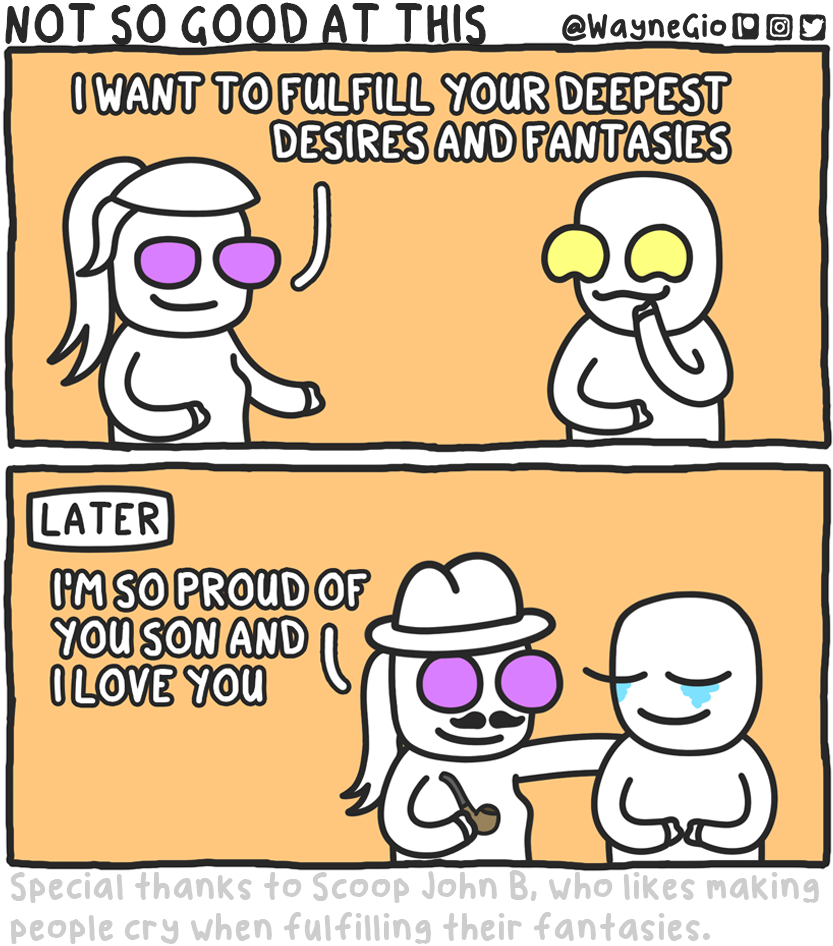 NOT SO GOOD AT THIS @WayneGio
I WANT TO FULFILL YOUR DEEPEST
DESIRES AND FANTASIES
LATER
I'M SO PROUD OF
YOU SON AND
I LOVE YOU
Special thanks to Scoop John B, who likes making
people cry when fulfilling their fantasies.